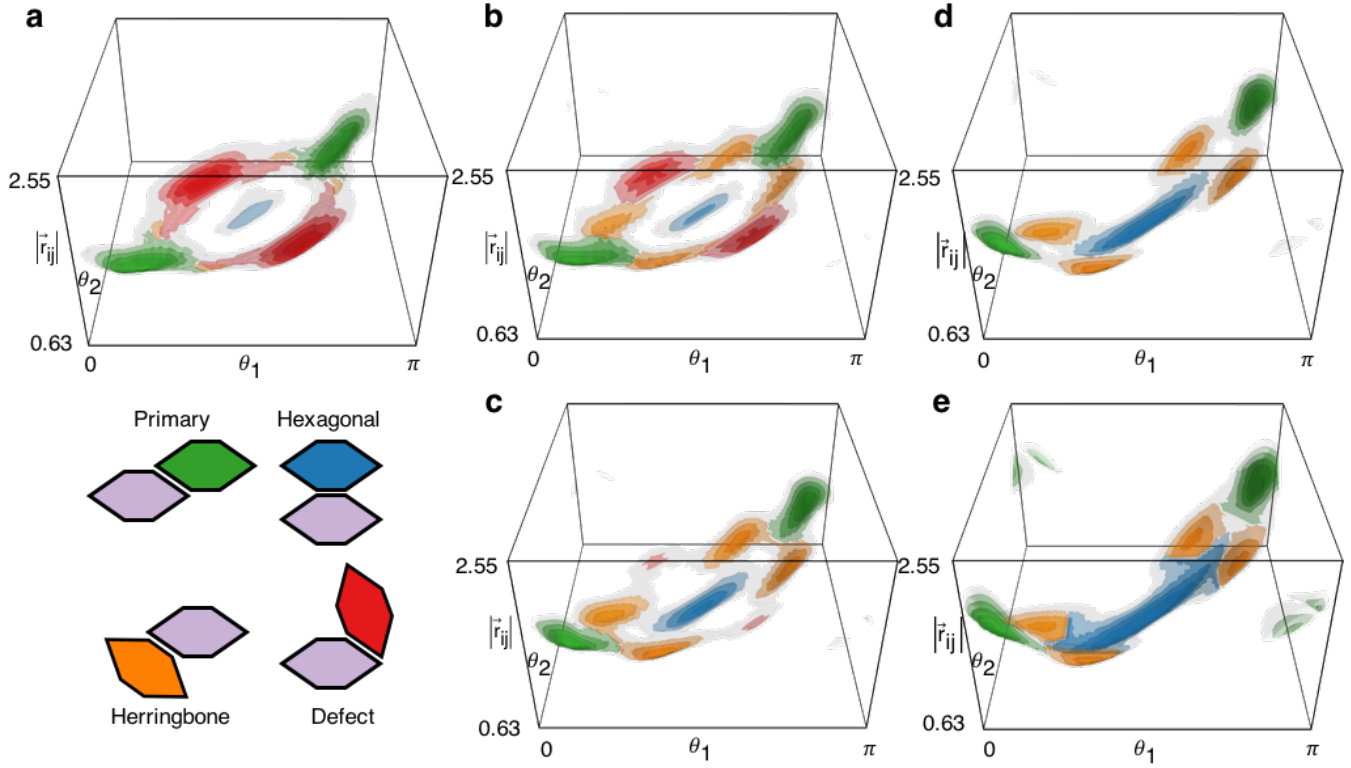 a
2.55
|r⃗ij|
θ2
0.63
0
θ1
π
b
2.55
|r⃗ij|
θ2
0.63
0
θ1
π
d
2.55
|r⃗ij|
θ2
0.63
0
θ1
π
Primary
Hexagonal
Herringbone
Defect
c
2.55
|r⃗ij|
θ2
0.63
0
θ1
π
e
2.55
|r⃗ij|
θ2
0.63
0
θ1
π